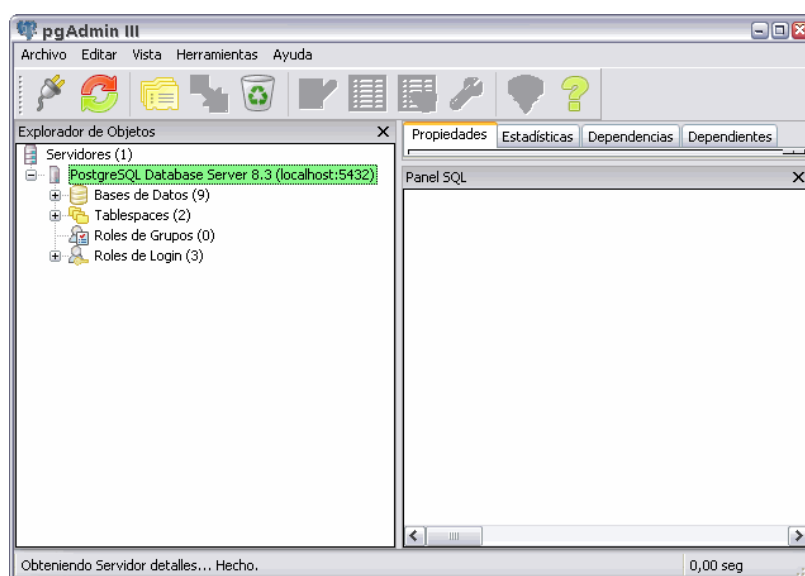 pgAdmin III
Archivo Editar Vista Herramientas Ayuda
Explorador de Objetos
Servidores (1)
PostgreSQL Database Server 8.3 (localhost:5432)
Bases de Datos (9)
Tablespaces (2)
Roles de Grupos (0)
Roles de Login (3)
Propiedades Estadísticas Dependencias Dependientes
Panel SQL
Obteniendo Servidor detalles... Hecho.
0,00 seg